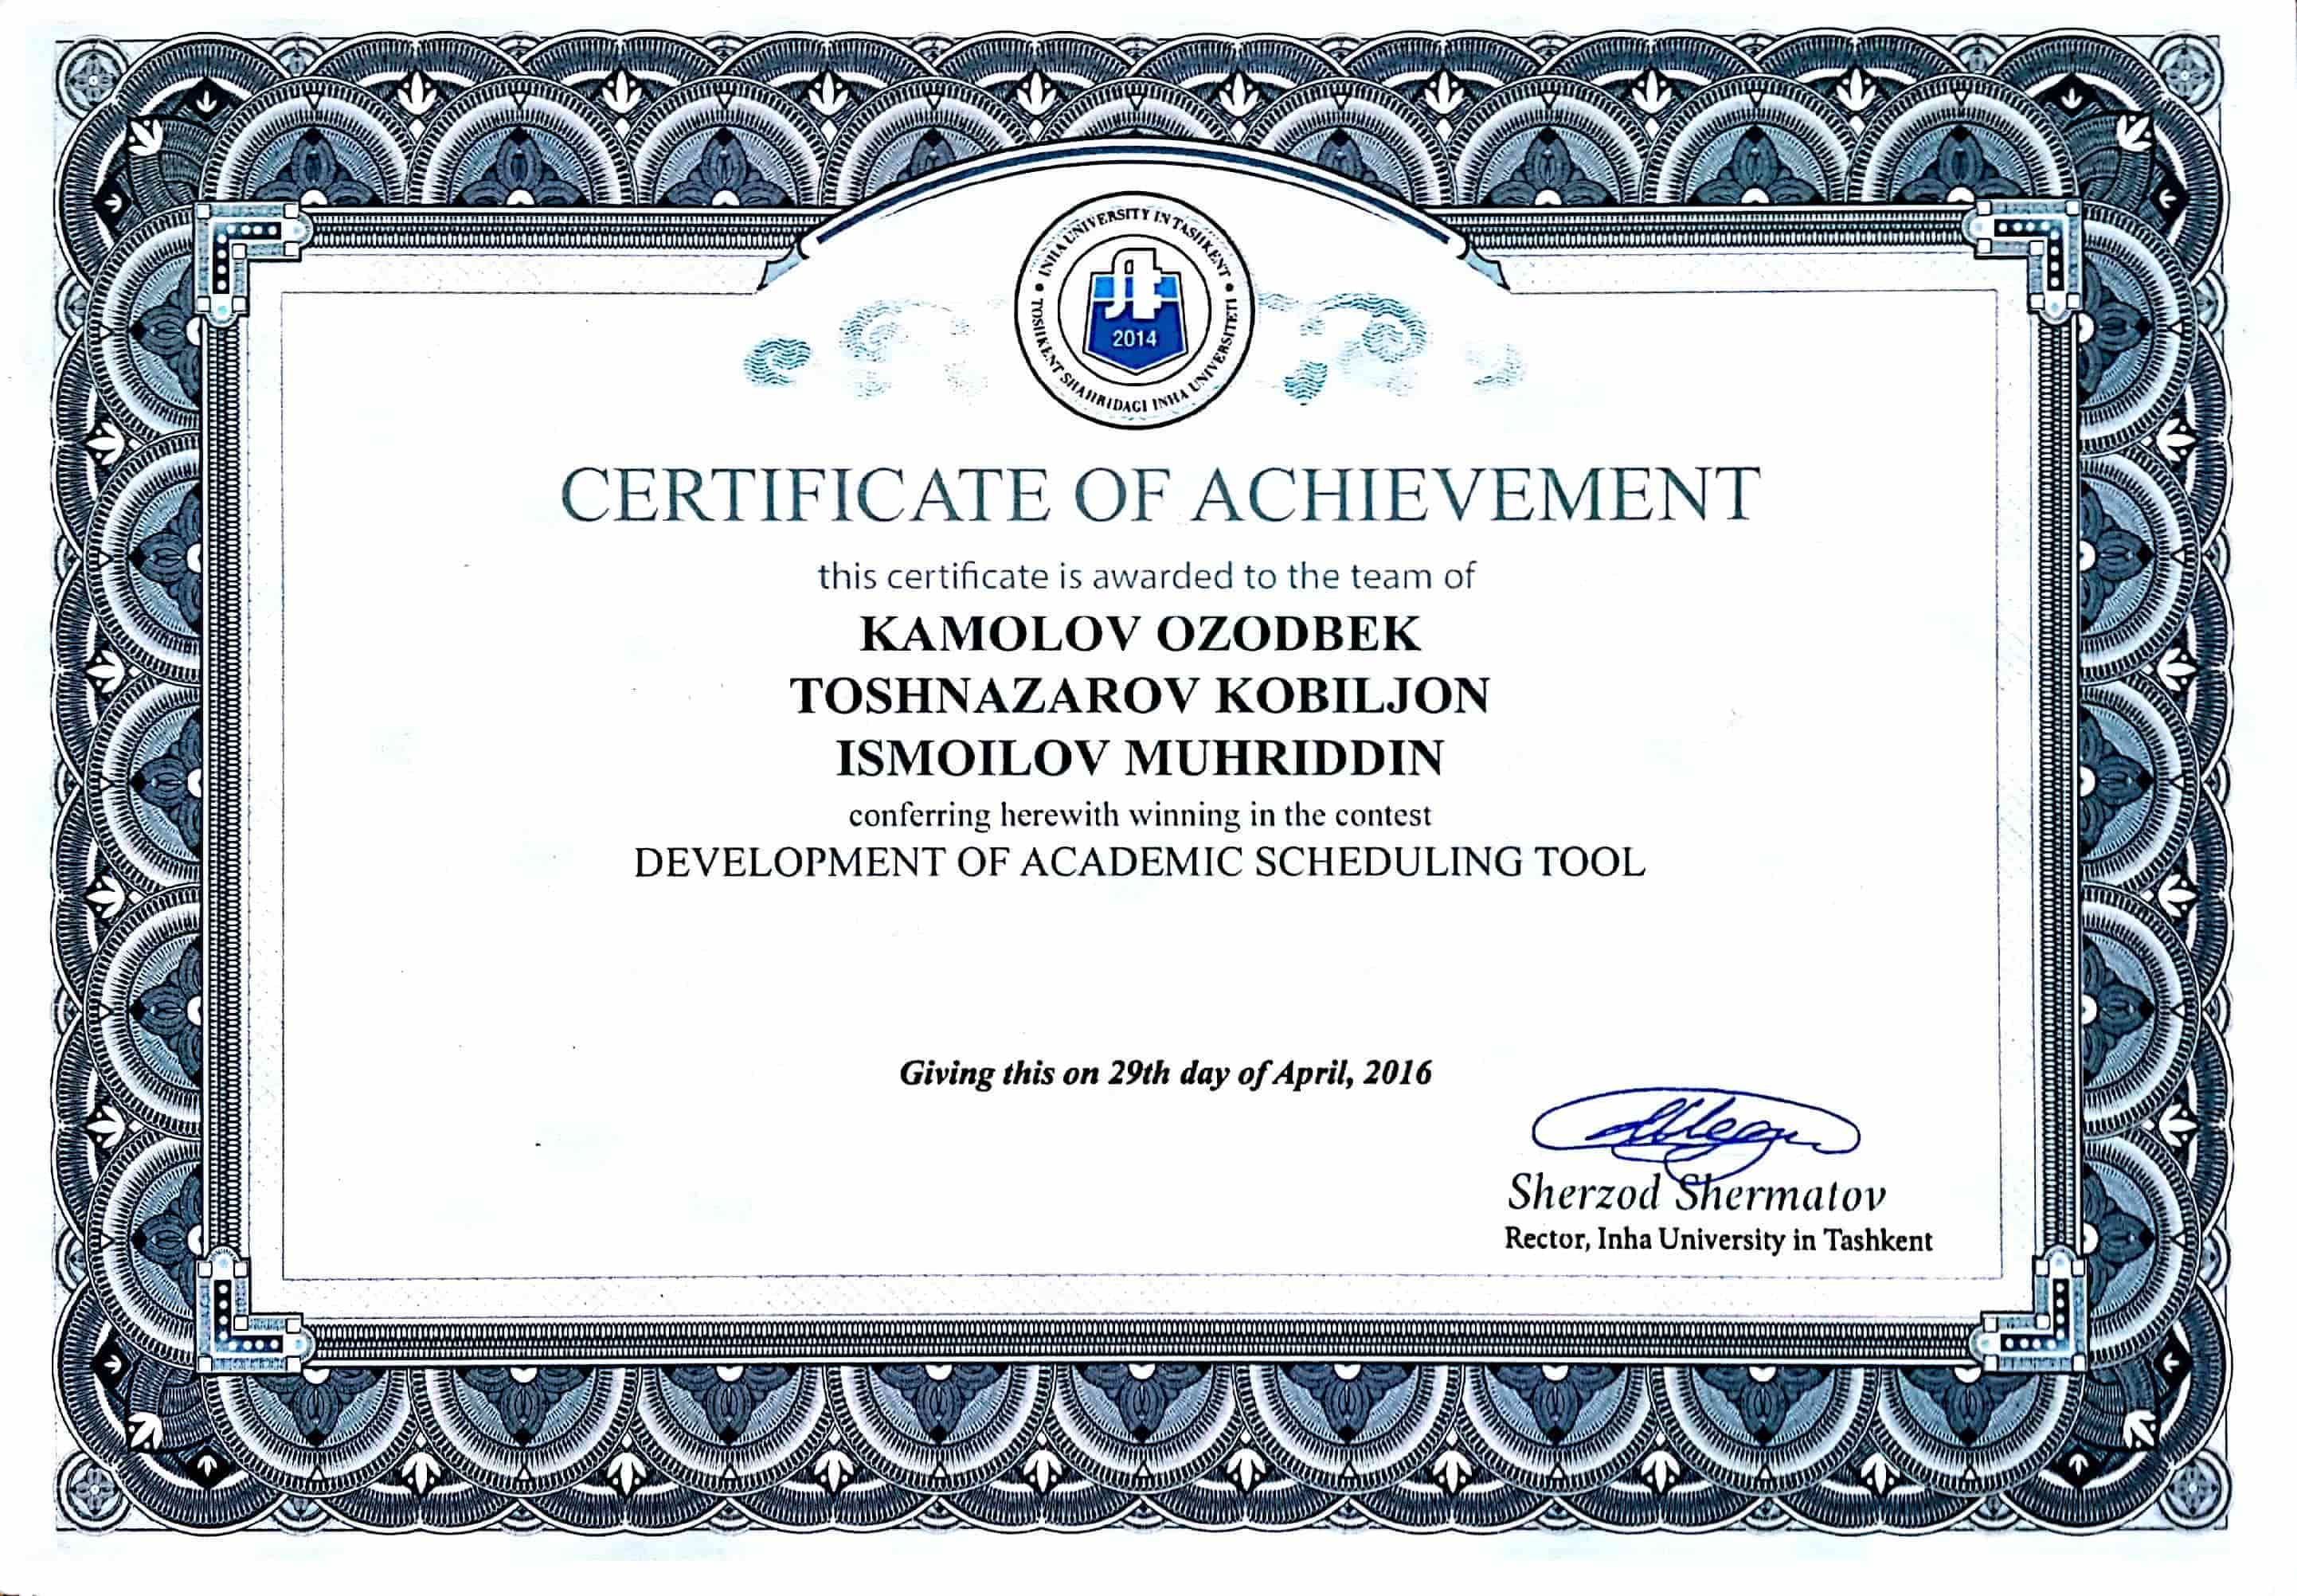 INHA UNIVERSITY IN TASHKENT
TOSHKENT SHAHRIDAGI INHA UNIVERSITETI
2014
CERTIFICATE OF ACHIEVEMENT
this certificate is awarded to the team of
KAMOLOV OZODBEK
TOSHNAZAROV KOBILJON
ISMOILOV MUHRIDDIN
conferring herewith winning in the contest
DEVELOPMENT OF ACADEMIC SCHEDULING TOOL
Giving this on 29th day of April, 2016
Sherzod Shermatov
Rector, Inha University in Tashkent